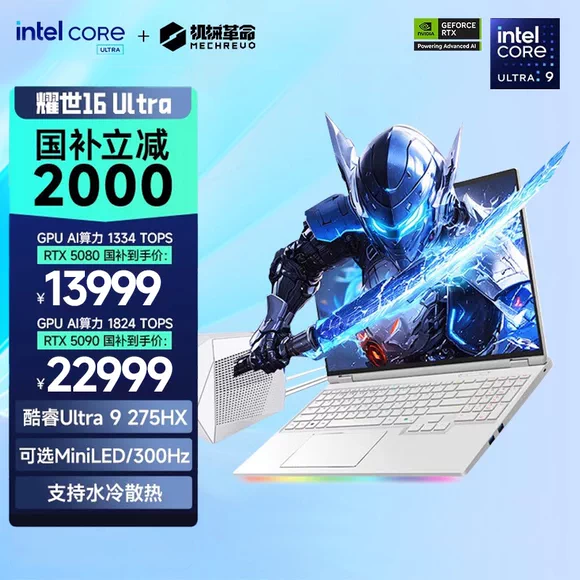 intel CORE
ULTRA
+
机械革命
MECHREVO
NVIDIA
GEFORCE
RTX
Powering Advanced AI
intel
CORE
ULTRA 9
耀世16 Ultra
国补立减
2000
GPU AI算力 1334 TOPS
RTX 5080 国补到手价:
¥13999
GPU AI算力 1824 TOPS
RTX 5090 国补到手价:
¥22999
酷睿Ultra 9 275HX
可选MiniLED/300Hz
支持水冷散热